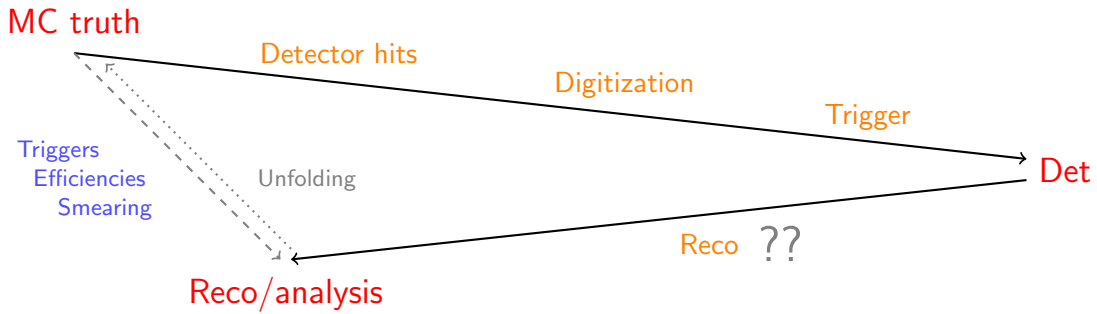 MC truth
Detector hits
Digitization
Trigger
Triggers
Efficiencies
Smearing
Unfolding
Det
Reco ??
Reco/analysis